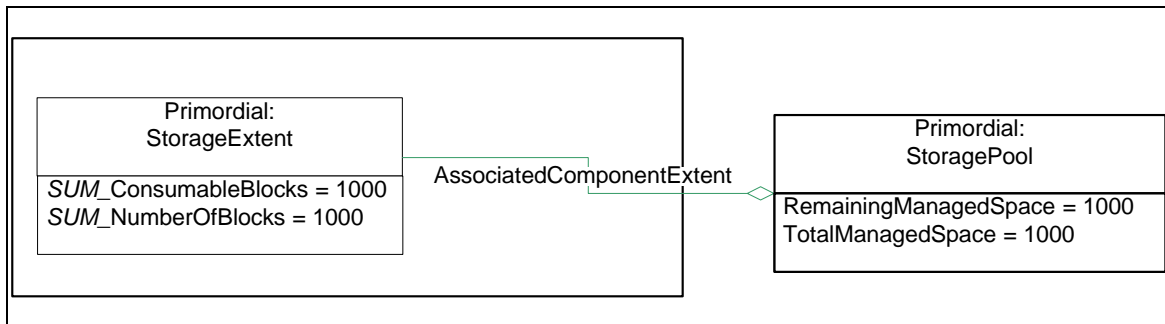 Primordial:
StorageExtent
SUM_ConsumableBlocks = 1000
SUM_NumberOfBlocks = 1000
AssociatedComponentExtent
Primordial:
StoragePool
RemainingManagedSpace = 1000
TotalManagedSpace = 1000